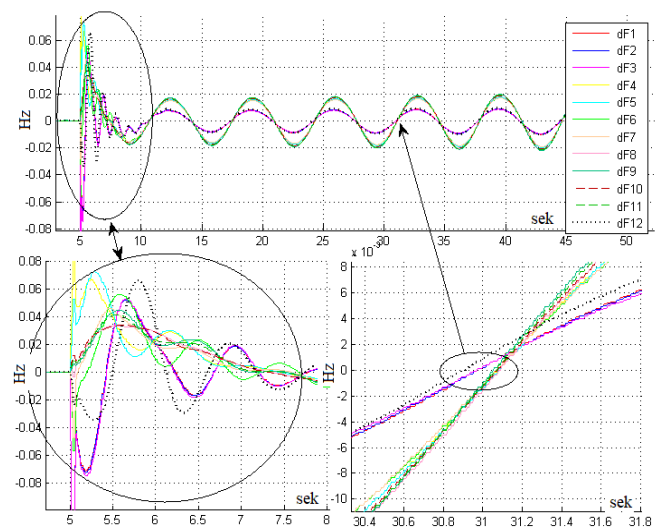 0.06
0.04
0.02
0
-0.02
-0.04
-0.06
-0.08
Hz
5 10 15 20 25 30 35 40 45 50
sek
dF1
dF2
dF3
dF4
dF5
dF6
dF7
dF8
dF9
dF10
dF11
dF12
0.08
0.06
0.04
0.02
0
-0.02
-0.04
-0.06
-0.08
Hz
5 5.5 6 6.5 7 7.5 8
sek
x 10⁻³
8
6
4
2
0
-2
-4
-6
-8
-10
Hz
30.4 30.6 30.8 31 31.2 31.4 31.6 31.8
sek